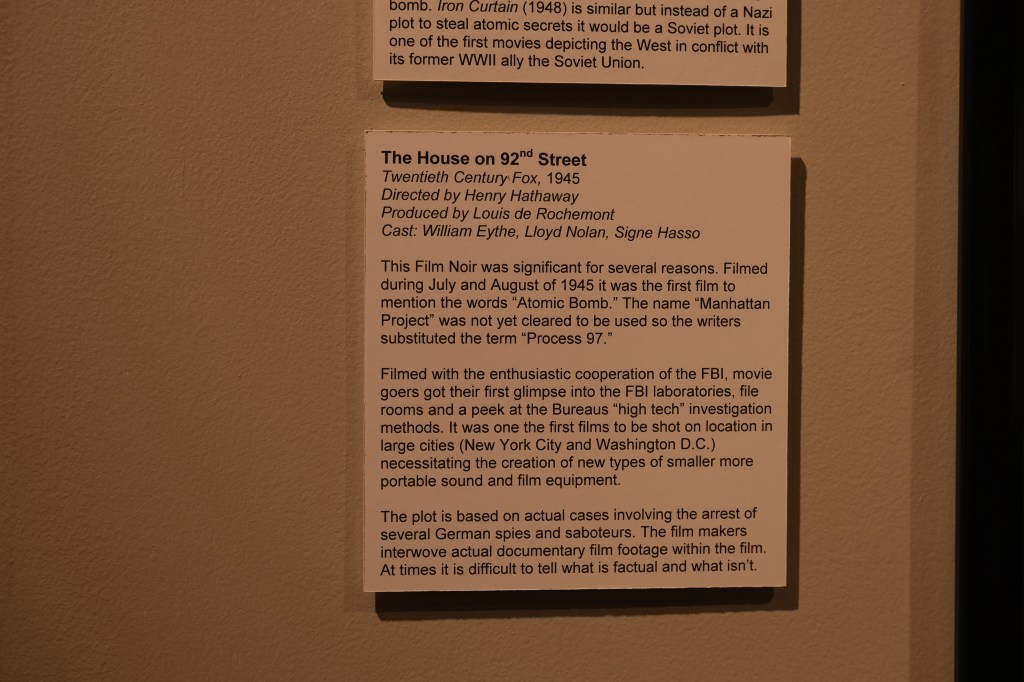 bomb. Iron Curtain (1948) is similar but instead of a Nazi
plot to steal atomic secrets it would be a Soviet plot. It is
one of the first movies depicting the West in conflict with
its former WWII ally the Soviet Union.
The House on 92nd Street
Twentieth Century Fox, 1945
Directed by Henry Hathaway
Produced by Louis de Rochemont
Cast: William Eythe, Lloyd Nolan, Signe Hasso
This Film Noir was significant for several reasons. Filmed
during July and August of 1945 it was the first film to
mention the words “Atomic Bomb.” The name “Manhattan
Project” was not yet cleared to be used so the writers
substituted the term “Process 97.”
Filmed with the enthusiastic cooperation of the FBI, movie
goers got their first glimpse into the FBI laboratories, file
rooms and a peek at the Bureaus “high tech” investigation
methods. It was one the first films to be shot on location in
large cities (New York City and Washington D.C.)
necessitating the creation of new types of smaller more
portable sound and film equipment.
The plot is based on actual cases involving the arrest of
several German spies and saboteurs. The film makers
interwove actual documentary film footage within the film.
At times it is difficult to tell what is factual and what isn’t.